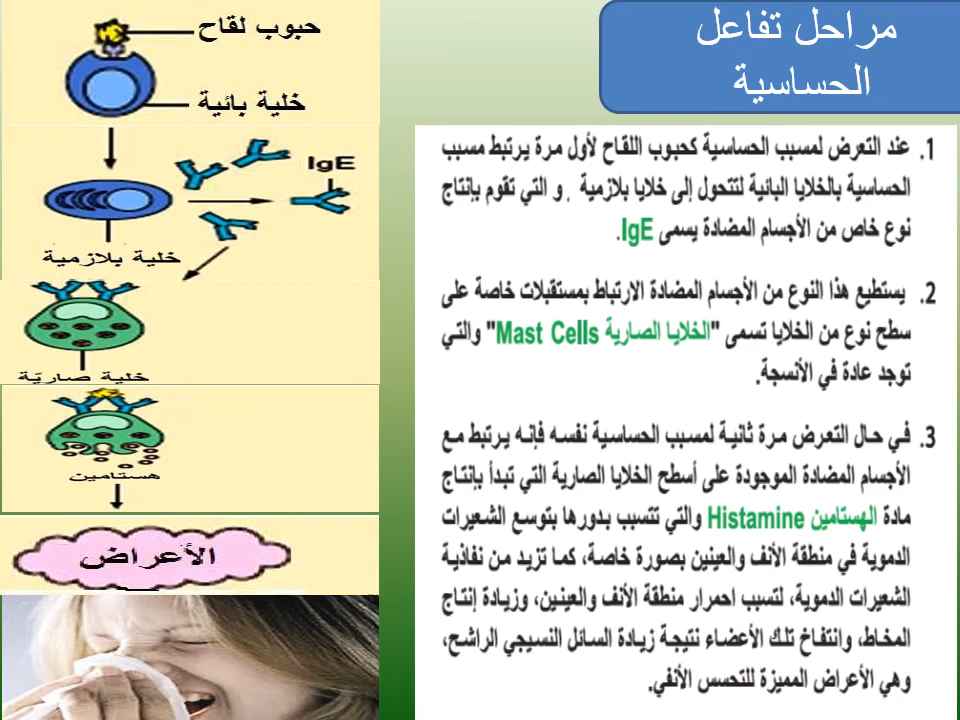 مراحل تفاعل
الحساسية
حبوب لقاح
خلية بائية
IgE
خلية بلازمية
خلية صاريّة
هستامين
الأعراض
1. عند التعرض لمسبب الحساسية كحبوب اللقاح لأول مرة يرتبط مسبب
الحساسية بالخلايا البائية لتتحول إلى خلايا بلازمية . و التي تقوم بإنتاج
نوع خاص من الأجسام المضادة يسمى IgE.
2. يستطيع هذا النوع من الأجسام المضادة الارتباط بمستقبلات خاصة على
سطح نوع من الخلايا تسمى "الخلايا الصارية Mast Cells" والتي
توجد عادة في الأنسجة.
3. في حال التعرض مرة ثانية لمسبب الحساسية نفسه فإنه يرتبط مع
الأجسام المضادة الموجودة على أسطح الخلايا الصارية التي تبدأ بإنتاج
مادة الهستامين Histamine والتي تتسبب بدورها بتوسع الشعيرات
الدموية في منطقة الأنف والعينين بصورة خاصة، كما تزيد من نفاذية
الشعيرات الدموية، لتسبب احمرار منطقة الأنف والعينين، وزيادة إنتاج
المخاط، وانتفاخ تلك الأعضاء نتيجة زيادة السائل النسيجي الراشح،
وهي الأعراض المميزة للتحسس الأنفي.